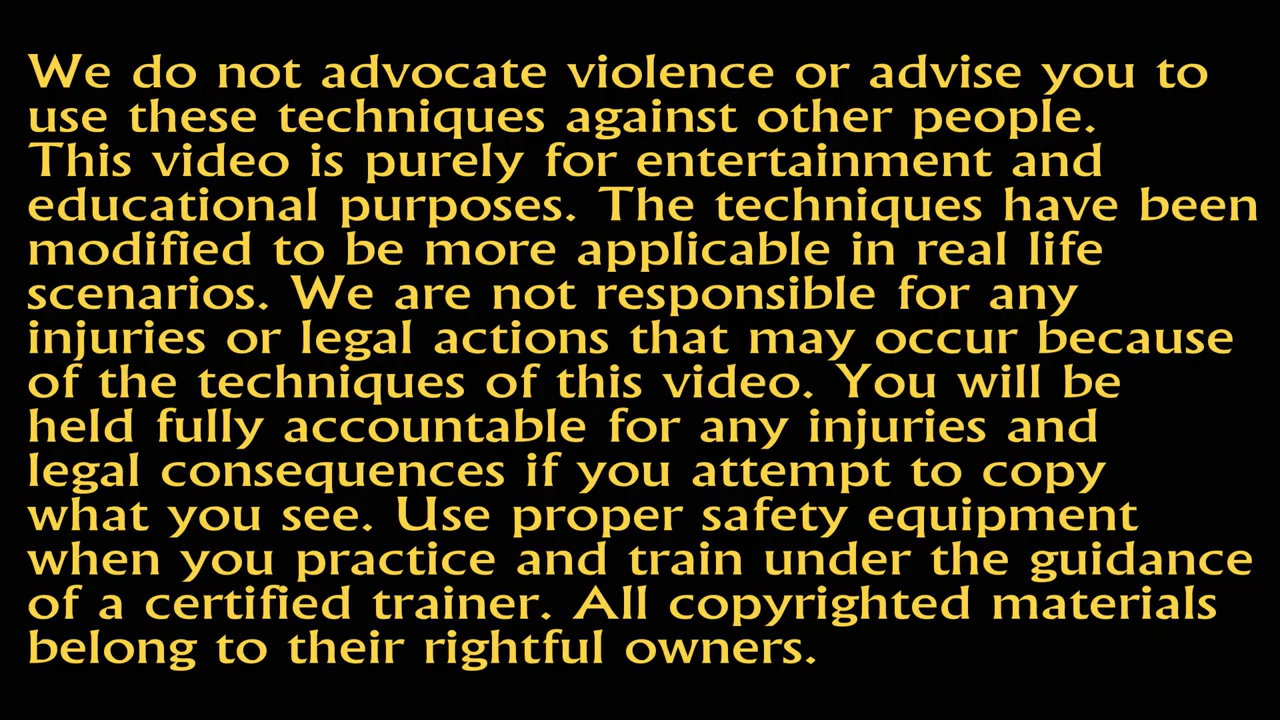 We do not advocate violence or advise you to
use these techniques against other people.
This video is purely for entertainment and
educational purposes. The techniques have been
modified to be more applicable in real life
scenarios. We are not responsible for any
injuries or legal actions that may occur because
of the techniques of this video. You will be
held fully accountable for any injuries and
legal consequences if you attempt to copy
what you see. Use proper safety equipment
when you practice and train under the guidance
of a certified trainer. All copyrighted materials
belong to their rightful owners.